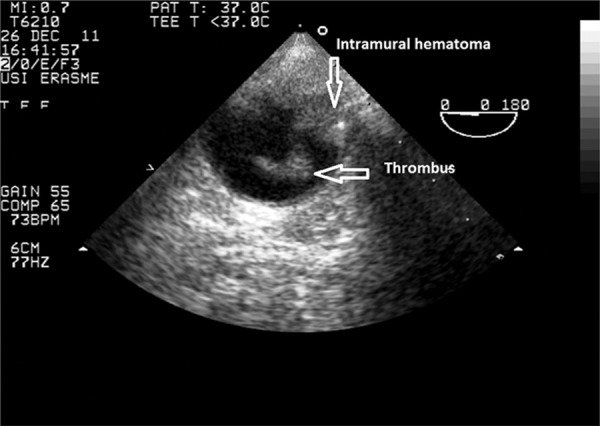 MI:0.7
T6210
26 DEC 11
16:41:57
2/0/E/F3
USI ERASME
PAT T: 37.0C
TEE T <37.0C
Intramural hematoma
0 0 180
Thrombus
GAIN 55
COMP 65
73BPM
6CM
77HZ